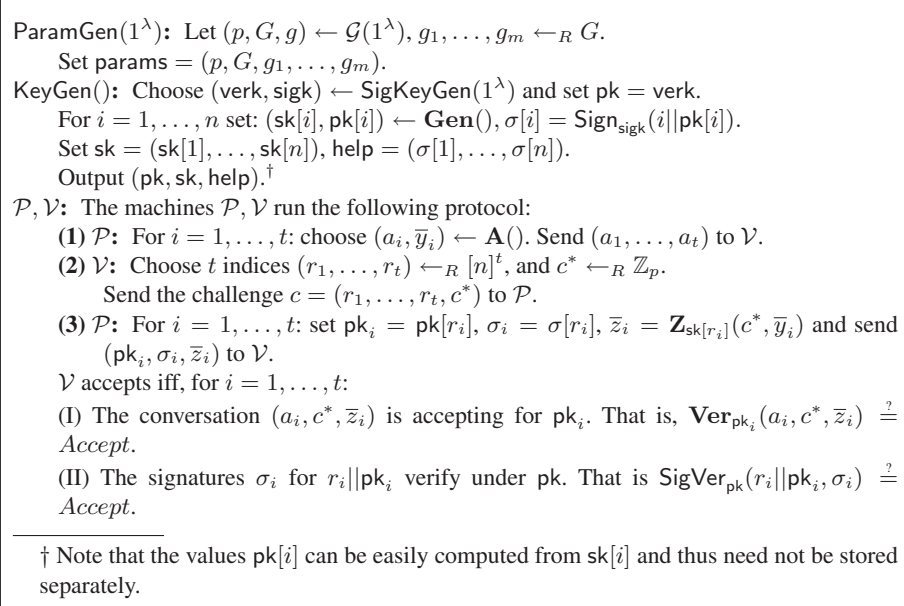 ParamGen(1^λ): Let (p, G, g) ← 𝒢(1^λ), g_1, . . . , g_m ←_R G.
Set params = (p, G, g_1, . . . , g_m).
KeyGen(): Choose (verk, sigk) ← SigKeyGen(1^λ) and set pk = verk.
For i = 1, . . . , n set: (sk[i], pk[i]) ← Gen(), σ[i] = Sign_sigk(i||pk[i]).
Set sk = (sk[1], . . . , sk[n]), help = (σ[1], . . . , σ[n]).
Output (pk, sk, help).†
𝒫, 𝒱: The machines 𝒫, 𝒱 run the following protocol:
(1) 𝒫: For i = 1, . . . , t: choose (a_i, ȳ_i) ← A(). Send (a_1, . . . , a_t) to 𝒱.
(2) 𝒱: Choose t indices (r_1, . . . , r_t) ←_R [n]^t, and c* ←_R ℤ_p.
Send the challenge c = (r_1, . . . , r_t, c*) to 𝒫.
(3) 𝒫: For i = 1, . . . , t: set pk_i = pk[r_i], σ_i = σ[r_i], z̄_i = Z_sk[r_i](c*, ȳ_i) and send
(pk_i, σ_i, z̄_i) to 𝒱.
𝒱 accepts iff, for i = 1, . . . , t:
(I) The conversation (a_i, c*, z̄_i) is accepting for pk_i. That is, Ver_pk_i(a_i, c*, z̄_i) ≟
Accept.
(II) The signatures σ_i for r_i||pk_i verify under pk. That is SigVer_pk(r_i||pk_i, σ_i) ≟
Accept.
† Note that the values pk[i] can be easily computed from sk[i] and thus need not be stored
separately.